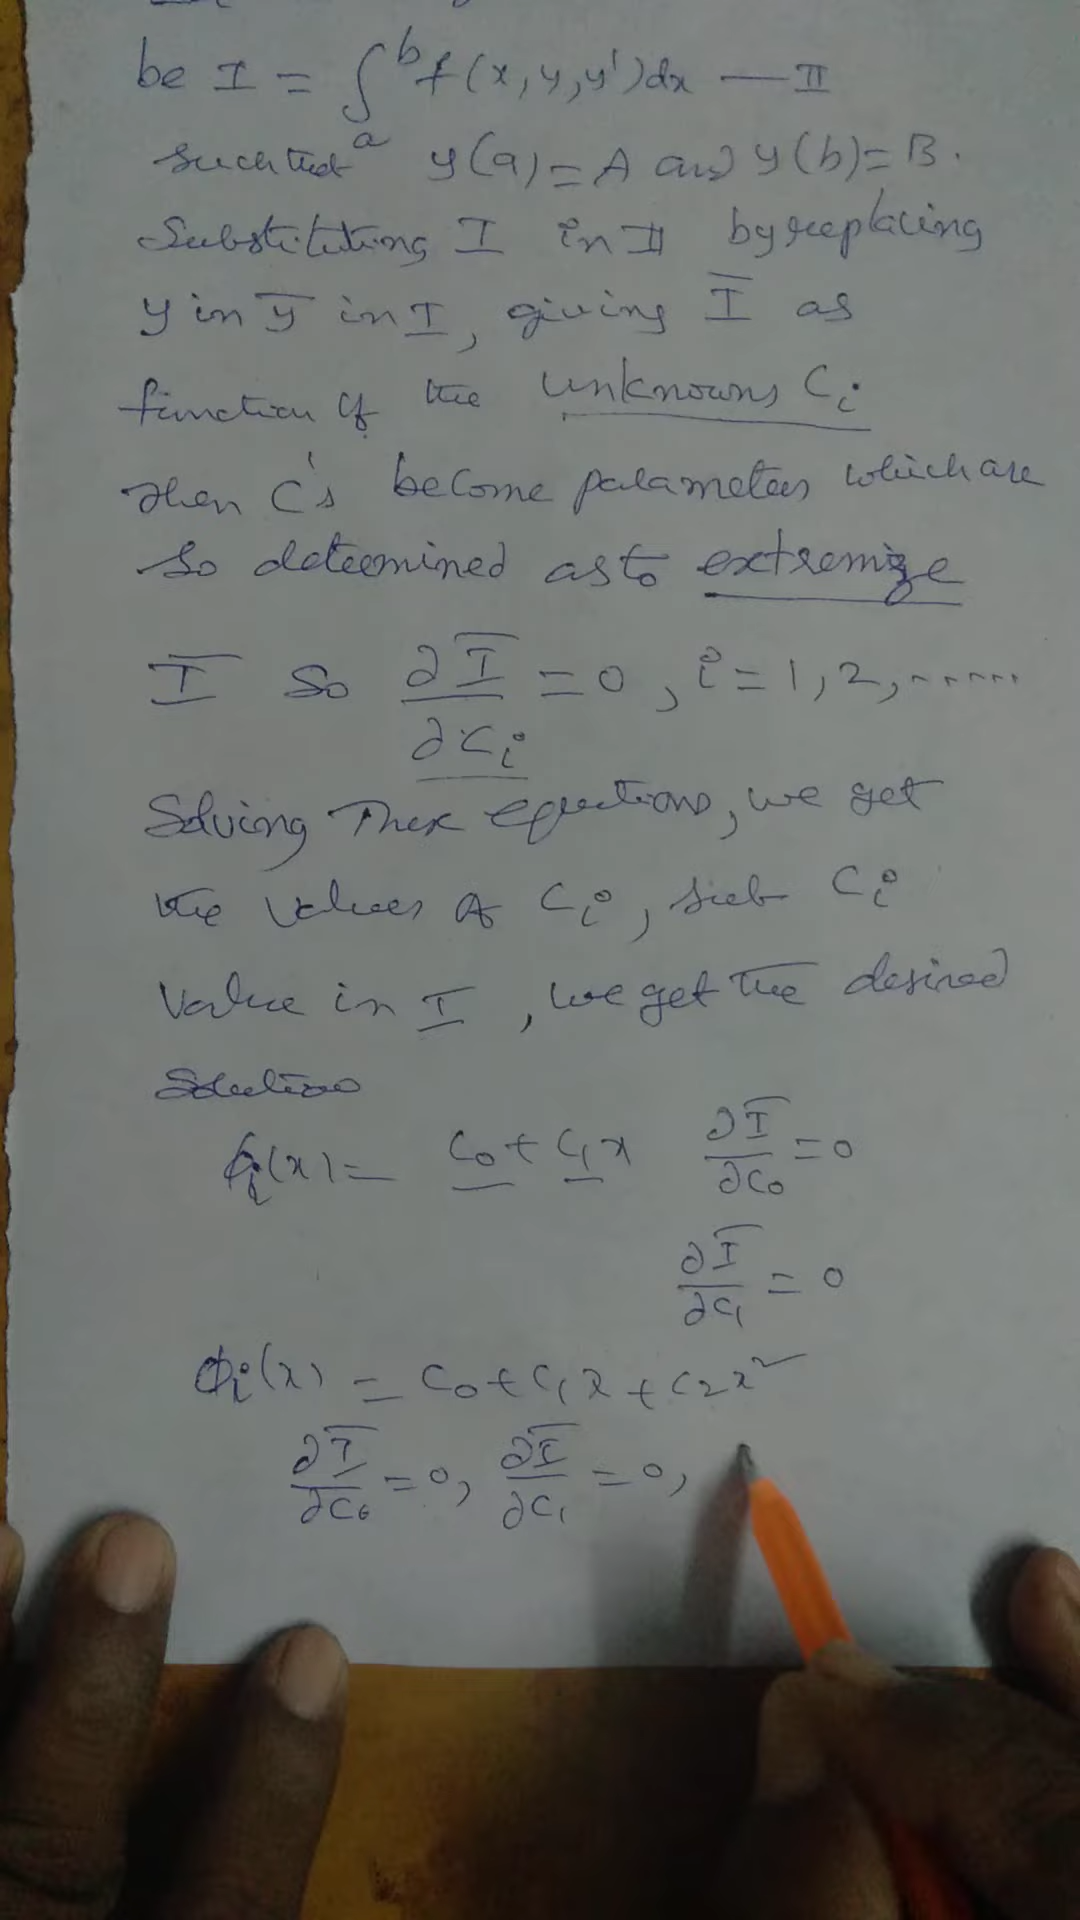 be I = ∫ₐᵇ f(x, y, y')dx — II
such that y(a) = A and y(b) = B.
Substituting I in II by replacing
y in ȳ in I, giving Ī as
function of the unknowns Cᵢ
then C's become parameters which are
so determined as to extremize
Ī so ∂Ī/∂Cᵢ = 0, i = 1, 2, ......
Solving these equations, we get
the values of Cᵢ, sub Cᵢ
value in I, we get the desired
Solution
ϕᵢ(x) = C₀ + C₁x ∂Ī/∂C₀ = 0
∂Ī/∂C₁ = 0
ϕᵢ(x) = C₀ + C₁x + C₂x²
∂Ī/∂C₀ = 0, ∂Ī/∂C₁ = 0,